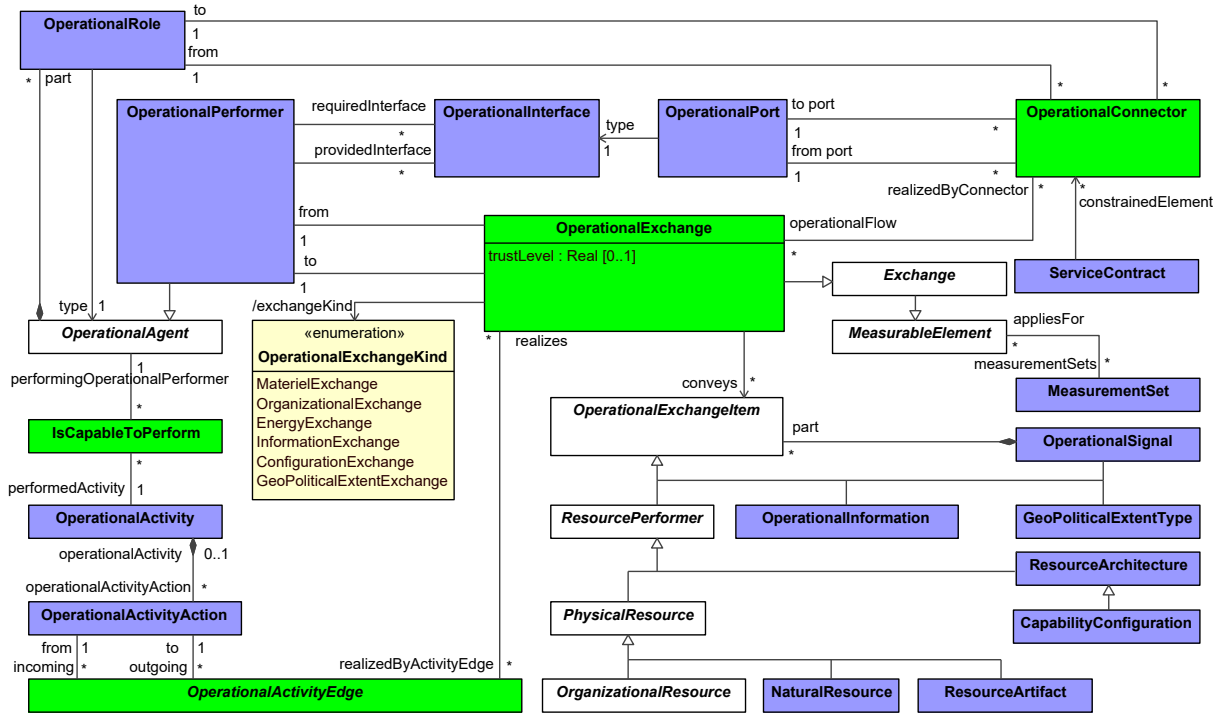 OperationalRole
to
1
from
1
*
*
*
part
OperationalPerformer
requiredInterface
*
providedInterface
*
OperationalInterface
type
1
OperationalPort
to port
1
*
from port
1
*
OperationalConnector
realizedByConnector
*
*
constrainedElement
ServiceContract
from
1
to
1
OperationalExchange
trustLevel : Real [0..1]
operationalFlow
*
Exchange
MeasurableElement
appliesFor
*
measurementSets
*
MeasurementSet
type
1
OperationalAgent
1
performingOperationalPerformer
*
IsCapableToPerform
*
performedActivity
1
OperationalActivity
operationalActivity
0..1
operationalActivityAction
*
OperationalActivityAction
from
1
to
1
incoming
*
outgoing
*
OperationalActivityEdge
/exchangeKind
«enumeration»
OperationalExchangeKind
MaterielExchange
OrganizationalExchange
EnergyExchange
InformationExchange
ConfigurationExchange
GeoPoliticalExtentExchange
*
realizes
realizedByActivityEdge
*
conveys
*
OperationalExchangeItem
part
*
OperationalSignal
ResourcePerformer
OperationalInformation
GeoPoliticalExtentType
ResourceArchitecture
PhysicalResource
CapabilityConfiguration
OrganizationalResource
NaturalResource
ResourceArtifact